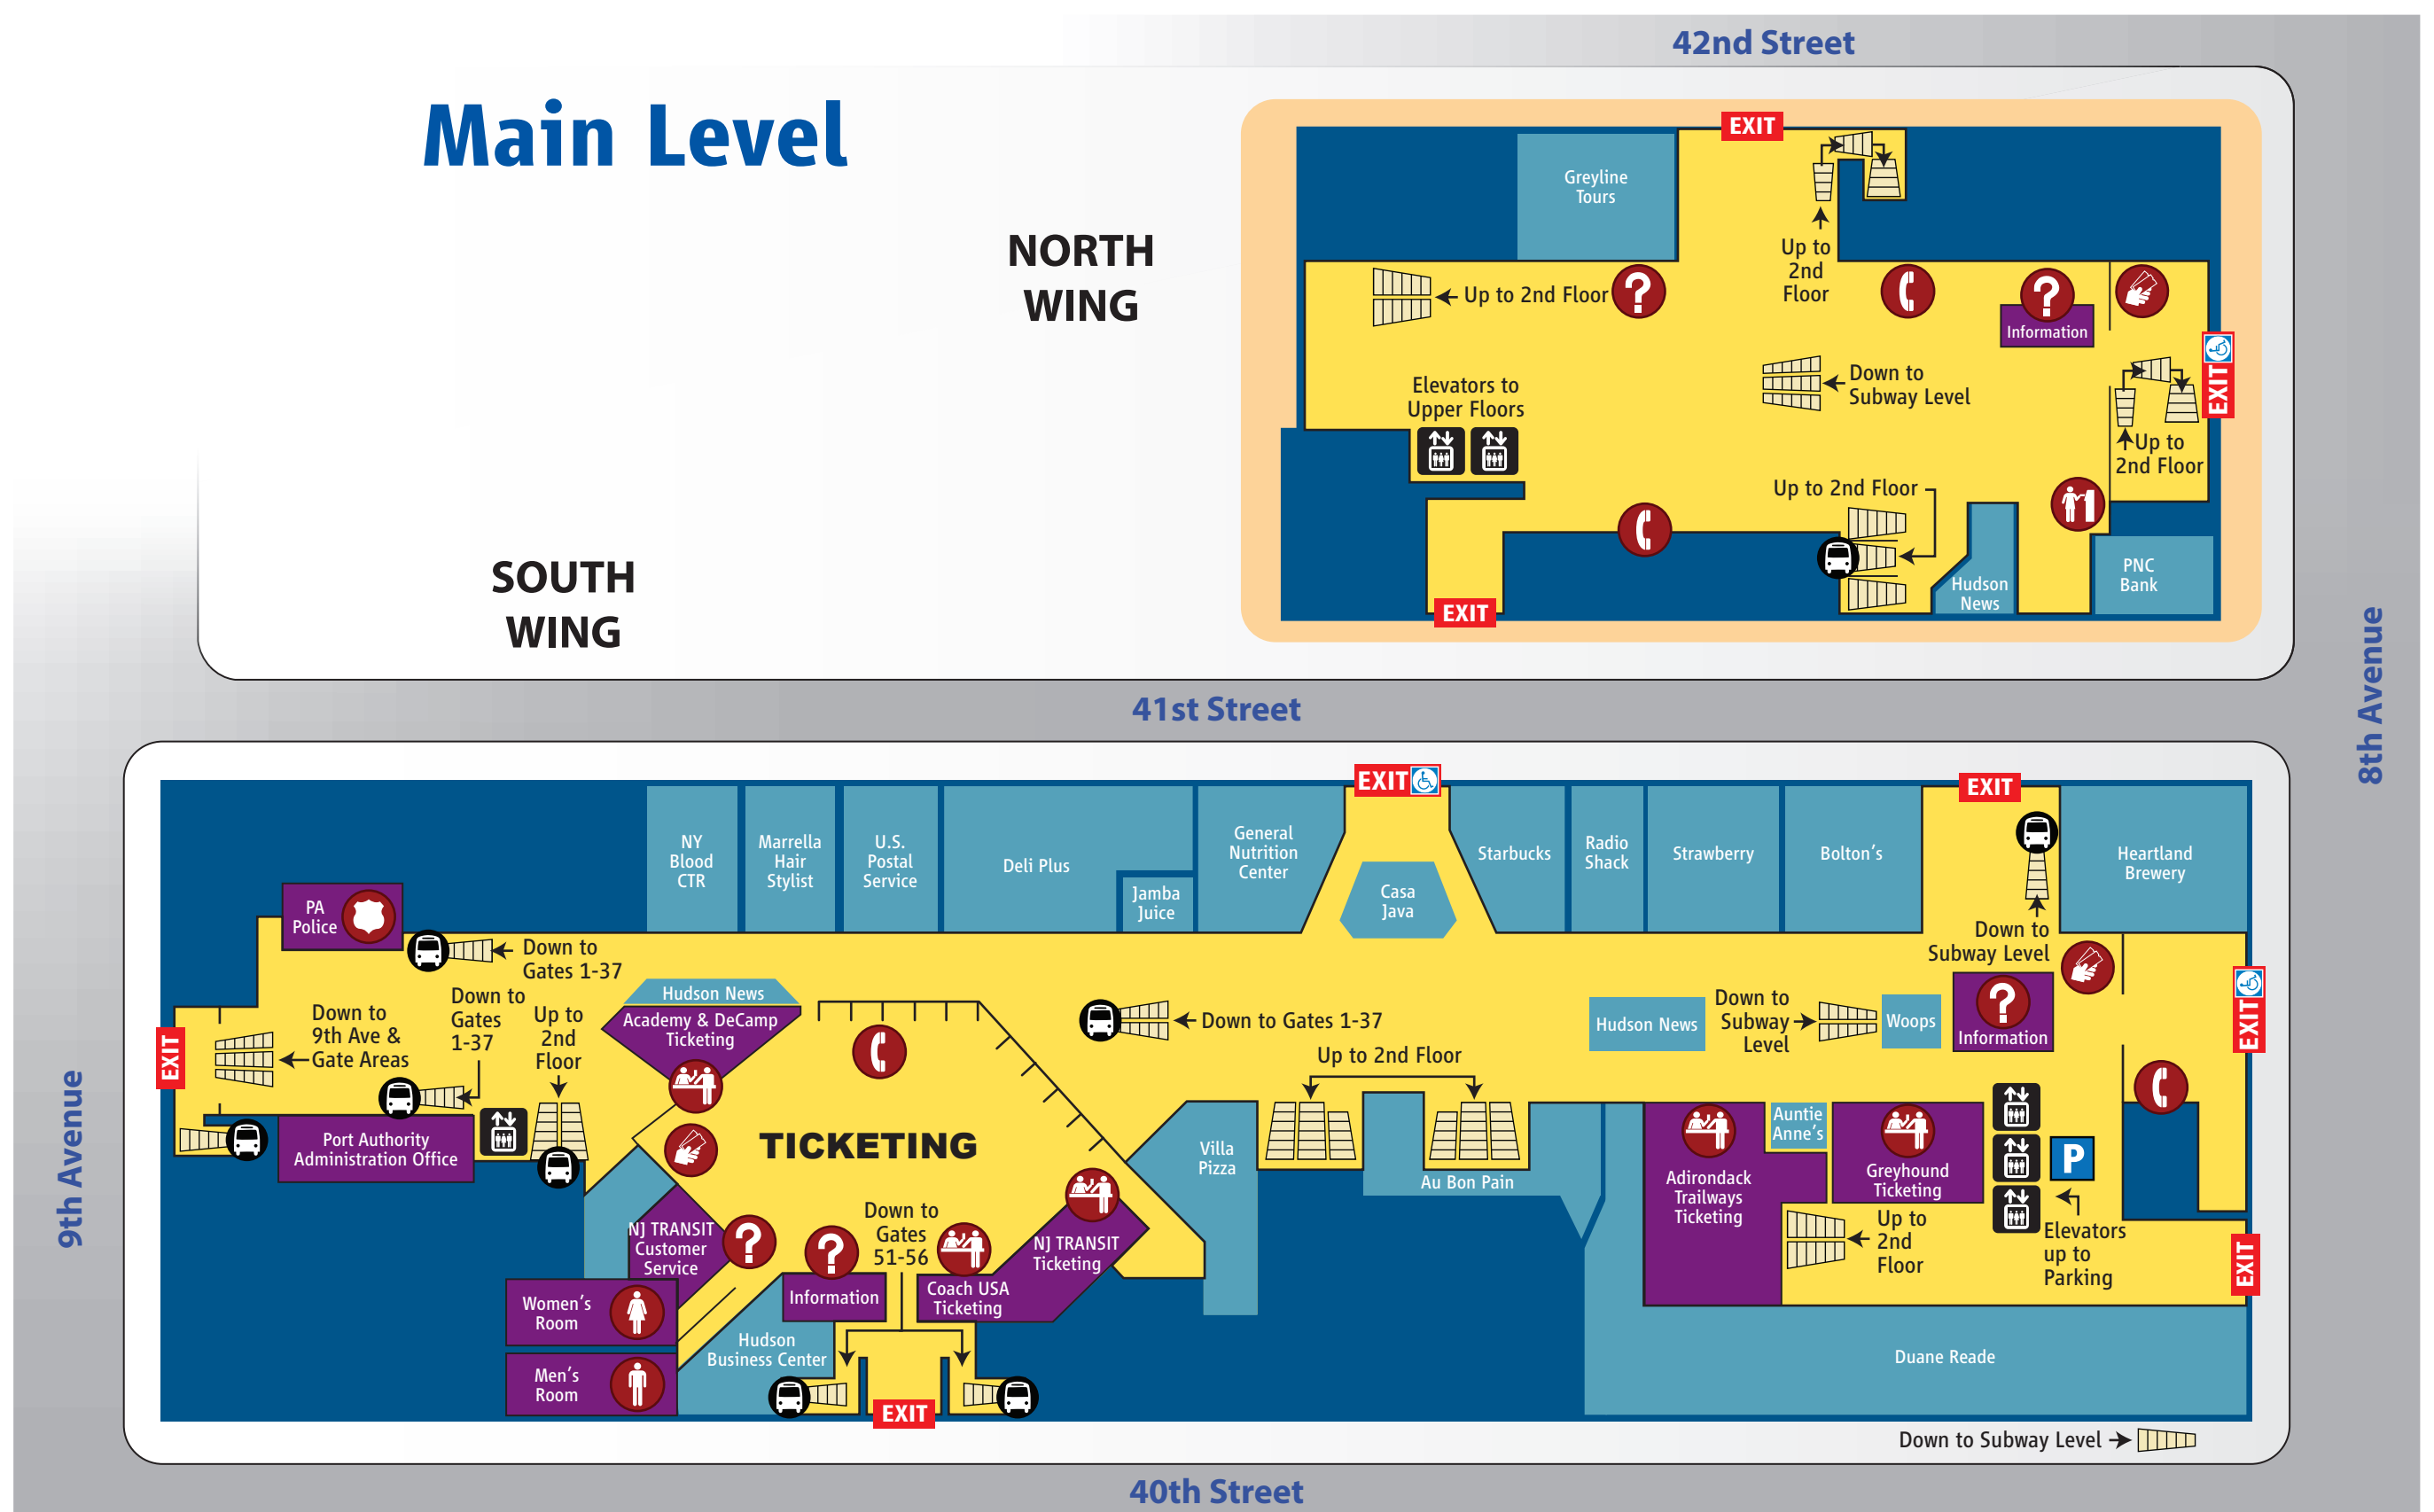 42nd Street
Main Level
EXIT
Greyline
Tours
NORTH
WING
Up to
2nd
Floor
Up to 2nd Floor
?
?
Information
EXIT
Down to
Subway Level
Elevators to
Upper Floors
Up to
2nd Floor
Up to 2nd Floor
PNC
Bank
Hudson
News
EXIT
SOUTH
WING
8th Avenue
41st Street
EXIT
EXIT
NY
Blood
CTR
Marrella
Hair
Stylist
U.S.
Postal
Service
Deli Plus
Jamba
Juice
General
Nutrition
Center
Casa
Java
Starbucks
Radio
Shack
Strawberry
Bolton's
Heartland
Brewery
PA
Police
Down to
Gates 1-37
Down to
Subway Level
Hudson News
Academy & DeCamp
Ticketing
Down to
9th Ave &
Gate Areas
Down to
Gates
1-37
Up to
2nd
Floor
EXIT
Down to Gates 1-37
Up to 2nd Floor
Hudson News
Down to
Subway
Level
Woops
?
Information
EXIT
9th Avenue
Port Authority
Administration Office
TICKETING
Villa
Pizza
Au Bon Pain
Adirondack
Trailways
Ticketing
Auntie
Anne's
Greyhound
Ticketing
P
Up to
2nd
Floor
Elevators
up to
Parking
EXIT
NJ TRANSIT
Customer
Service
?
?
Down to
Gates
51-56
NJ TRANSIT
Ticketing
Information
Coach USA
Ticketing
Women's
Room
Men's
Room
Hudson
Business Center
EXIT
Duane Reade
Down to Subway Level
40th Street